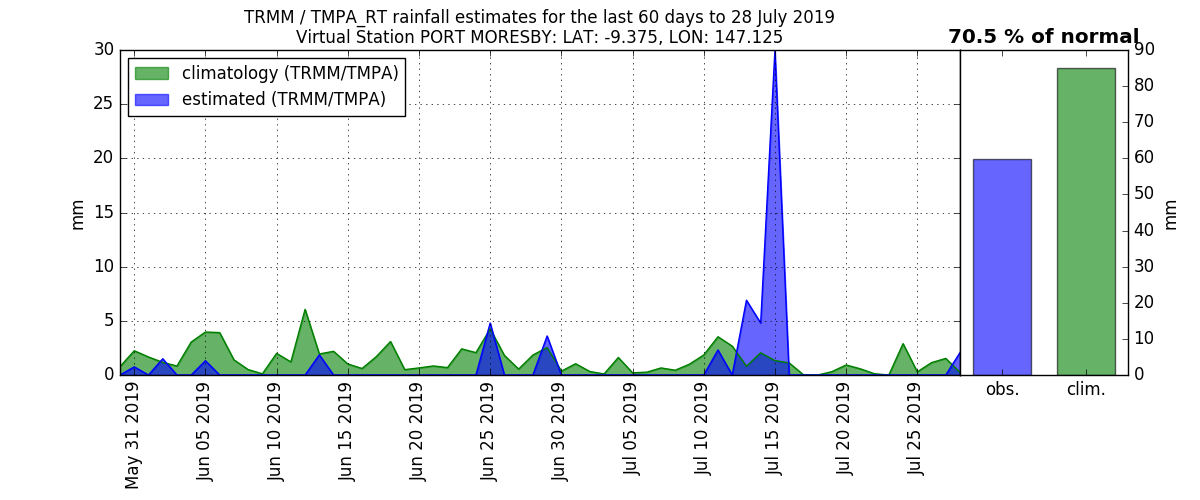 TRMM / TMPA_RT rainfall estimates for the last 60 days to 28 July 2019
Virtual Station PORT MORESBY: LAT: -9.375, LON: 147.125
70.5 % of normal
climatology (TRMM/TMPA)
estimated (TRMM/TMPA)
30
25
20
15
10
5
0
mm
May 31 2019
Jun 05 2019
Jun 10 2019
Jun 15 2019
Jun 20 2019
Jun 25 2019
Jun 30 2019
Jul 05 2019
Jul 10 2019
Jul 15 2019
Jul 20 2019
Jul 25 2019
obs.
clim.
90
80
70
60
50
40
30
20
10
0
mm